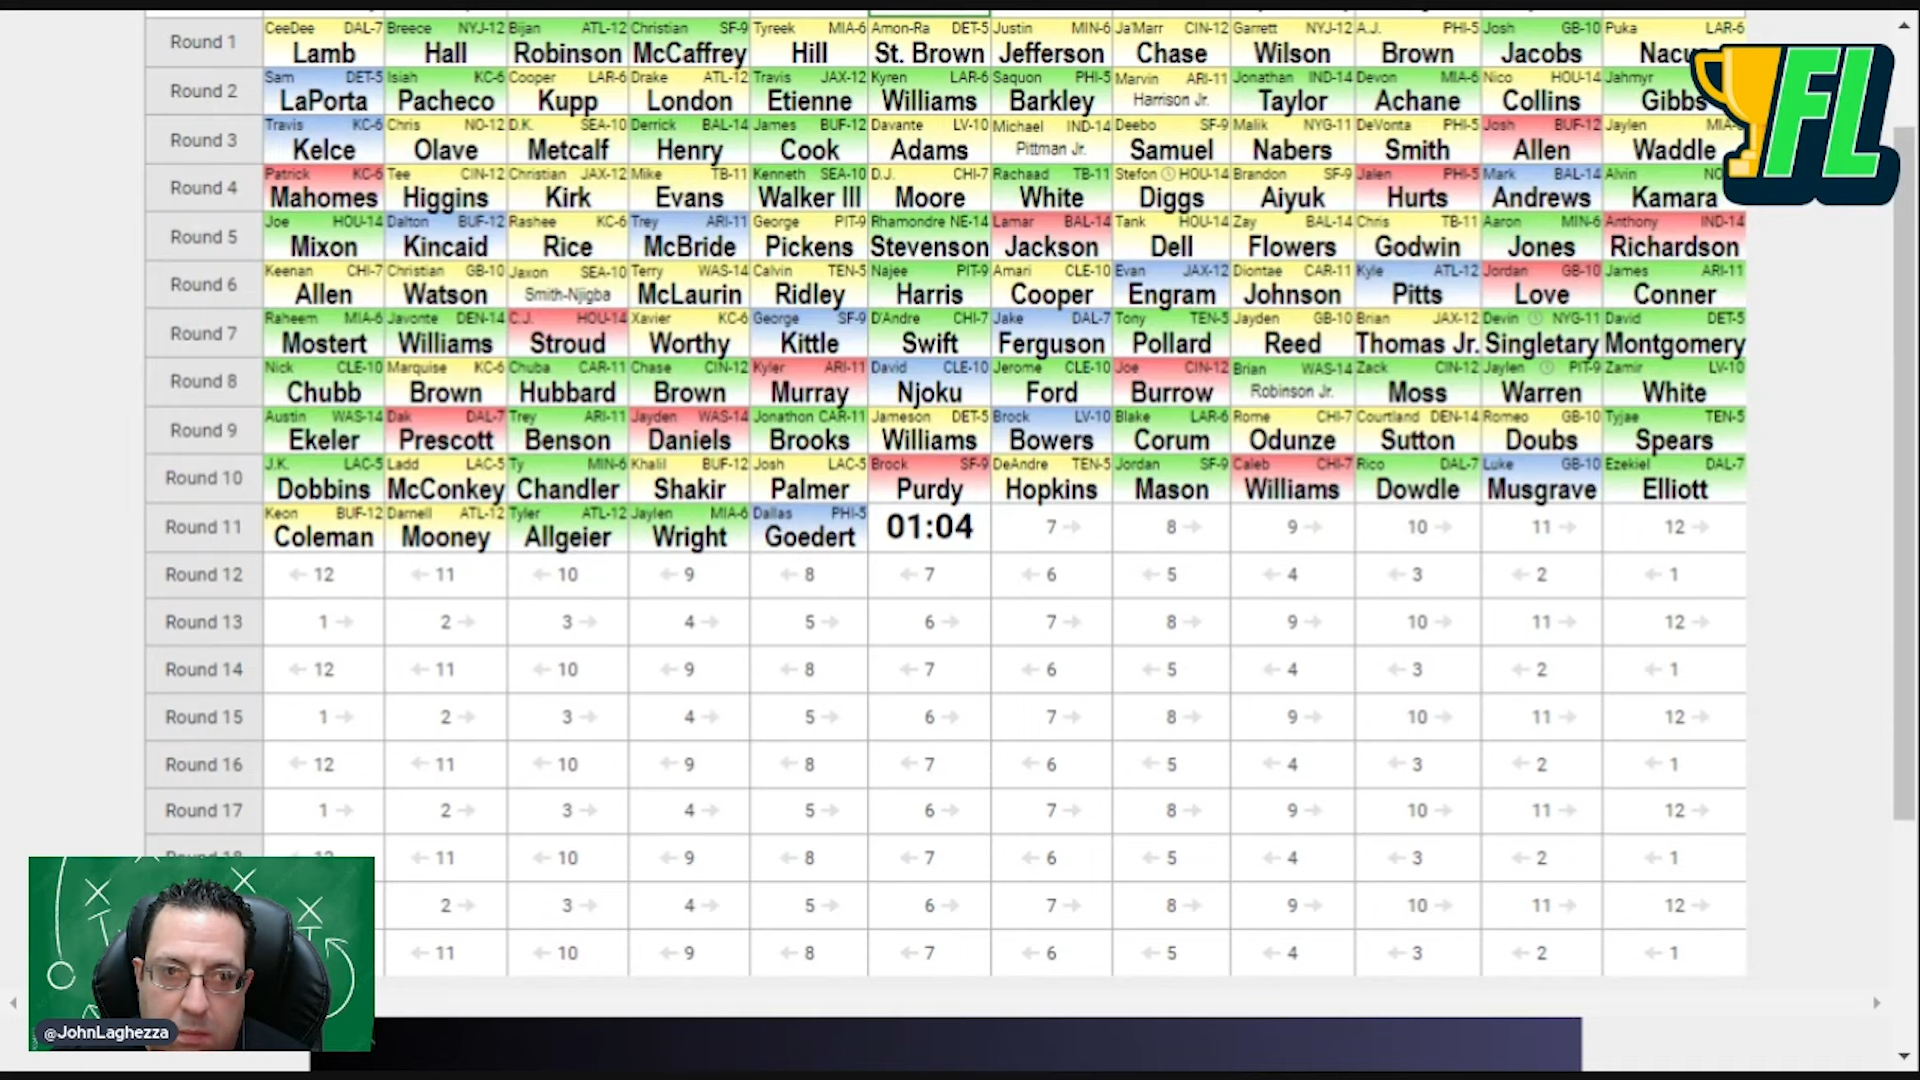 Round 1 CeeDee DAL-7 Lamb Breece NYJ-12 Hall Bijan ATL-12 Robinson Christian SF-9 McCaffrey Tyreek MIA-6 Hill Amon-Ra DET-5 St. Brown Justin MIN-6 Jefferson Ja'Marr CIN-12 Chase Garrett NYJ-12 Wilson A.J. PHI-5 Brown Josh GB-10 Jacobs Puka LAR-6
Round 2 Sam DET-5 LaPorta Isiah KC-6 Pacheco Cooper LAR-6 Kupp Drake ATL-12 London Travis JAX-12 Etienne Kyren LAR-6 Williams Saquon PHI-5 Barkley Marvin ARI-11 Harrison Jr. Jonathan IND-14 Taylor Devon MIA-6 Achane Nico HOU-14 Collins Jahmyr Gibbs
Round 3 Travis KC-6 Kelce Chris NO-12 Olave D.K. SEA-10 Metcalf Derrick BAL-14 Henry James BUF-12 Cook Davante LV-10 Adams Michael IND-14 Pittman Jr. Deebo SF-9 Samuel Malik NYG-11 Nabers DeVonta PHI-5 Smith Josh BUF-12 Allen Jaylen Waddle
Round 4 Patrick KC-6 Mahomes Tee CIN-12 Higgins Christian JAX-12 Kirk Mike TB-11 Evans Kenneth SEA-10 Walker III D.J. CHI-7 Moore Rachaad TB-11 White Stefon HOU-14 Diggs Brandon SF-9 Aiyuk Jalen PHI-5 Hurts Mark BAL-14 Andrews Alvin Kamara
Round 5 Joe HOU-14 Mixon Dalton BUF-12 Kincaid Rashee KC-6 Rice Trey ARI-11 McBride George PIT-9 Pickens Rhamondre NE-14 Stevenson Lamar BAL-14 Jackson Tank HOU-14 Dell Zay BAL-14 Flowers Chris TB-11 Godwin Aaron MIN-6 Jones Anthony IND-14 Richardson
Round 6 Keenan CHI-7 Allen Christian GB-10 Watson Jaxon SEA-10 Smith-Njigba Terry WAS-14 McLaurin Calvin TEN-5 Ridley Najee PIT-9 Harris Amari CLE-10 Cooper Evan JAX-12 Engram Diontae CAR-11 Johnson Kyle ATL-12 Pitts Jordan GB-10 Love James ARI-11 Conner
Round 7 Raheem MIA-6 Mostert Javonte DEN-14 Williams C.J. HOU-14 Stroud Xavier KC-6 Worthy George SF-9 Kittle D'Andre CHI-7 Swift Jake DAL-7 Ferguson Tony TEN-5 Pollard Jayden GB-10 Reed Brian JAX-12 Thomas Jr. Devin NYG-11 Singletary David DET-5 Montgomery
Round 8 Nick CLE-10 Chubb Marquise KC-6 Brown Chuba CAR-11 Hubbard Chase CIN-12 Brown Kyler ARI-11 Murray David CLE-10 Njoku Jerome CLE-10 Ford Joe CIN-12 Burrow Brian WAS-14 Robinson Jr. Zack CIN-12 Moss Jaylen PIT-9 Warren Zamir LV-10 White
Round 9 Austin WAS-14 Ekeler Dak DAL-7 Prescott Trey ARI-11 Benson Jayden WAS-14 Daniels Jonathon CAR-11 Brooks Jameson DET-5 Williams Brock LV-10 Bowers Blake LAR-6 Corum Rome CHI-7 Odunze Courtland DEN-14 Sutton Romeo GB-10 Doubs Tyjae TEN-5 Spears
Round 10 J.K. LAC-5 Dobbins Ladd LAC-5 McConkey Ty MIN-6 Chandler Khalil BUF-12 Shakir Josh LAC-5 Palmer Brock SF-9 Purdy DeAndre TEN-5 Hopkins Jordan SF-9 Mason Caleb CHI-7 Williams Rico DAL-7 Dowdle Luke GB-10 Musgrave Ezekiel DAL-7 Elliott
Round 11 Keon BUF-12 Coleman Darnell ATL-12 Mooney Tyler ATL-12 Allgeier Jaylen MIA-6 Wright Dallas PHI-5 Goedert 01:04 7 → 8 → 9 → 10 → 11 → 12 →
Round 12 ← 12 ← 11 ← 10 ← 9 ← 8 ← 7 ← 6 ← 5 ← 4 ← 3 ← 2 ← 1
Round 13 1 → 2 → 3 → 4 → 5 → 6 → 7 → 8 → 9 → 10 → 11 → 12 →
Round 14 ← 12 ← 11 ← 10 ← 9 ← 8 ← 7 ← 6 ← 5 ← 4 ← 3 ← 2 ← 1
Round 15 1 → 2 → 3 → 4 → 5 → 6 → 7 → 8 → 9 → 10 → 11 → 12 →
Round 16 ← 12 ← 11 ← 10 ← 9 ← 8 ← 7 ← 6 ← 5 ← 4 ← 3 ← 2 ← 1
Round 17 1 → 2 → 3 → 4 → 5 → 6 → 7 → 8 → 9 → 10 → 11 → 12 →
← 11 ← 10 ← 9 ← 8 ← 7 ← 6 ← 5 ← 4 ← 3 ← 2 ← 1
2 → 3 → 4 → 5 → 6 → 7 → 8 → 9 → 10 → 11 → 12 →
← 11 ← 10 ← 9 ← 8 ← 7 ← 6 ← 5 ← 4 ← 3 ← 2 ← 1
FL
@JohnLaghezza